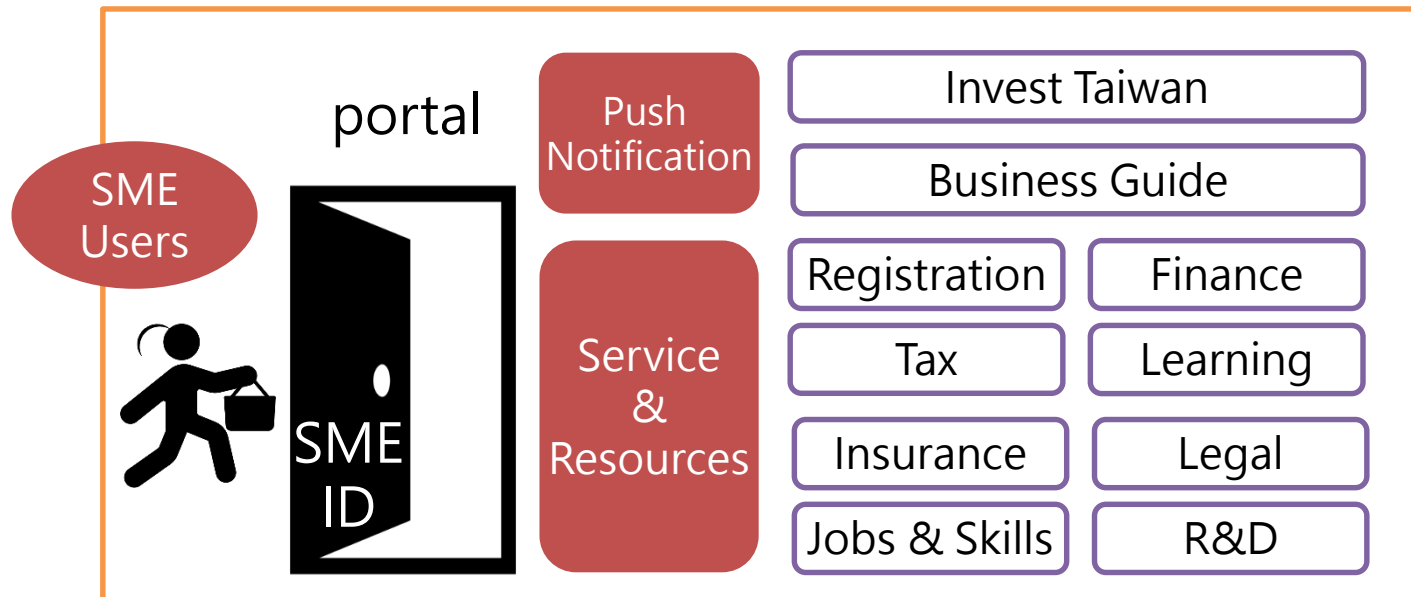 SME
Users
portal
SME
ID
Push
Notification
Service
&
Resources
Invest Taiwan
Business Guide
Registration
Finance
Tax
Learning
Insurance
Legal
Jobs & Skills
R&D